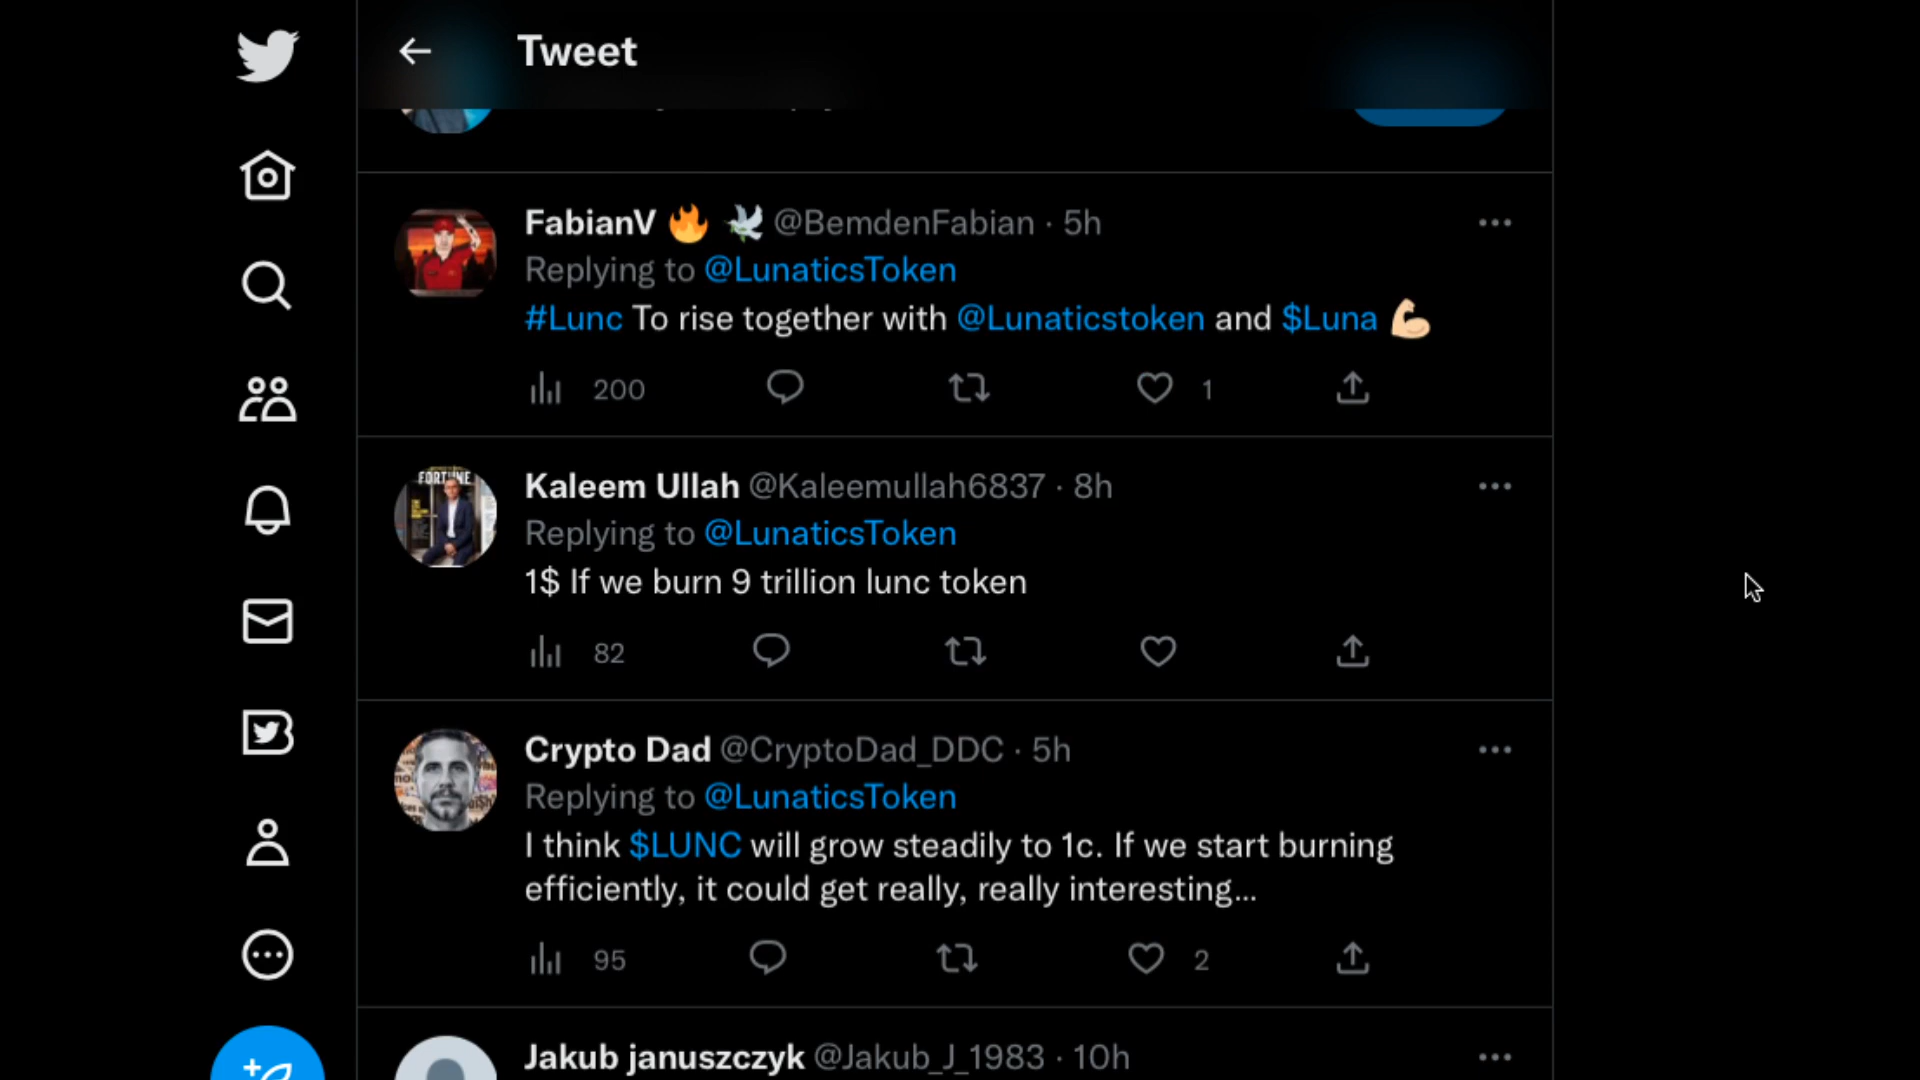 Tweet
FabianV 🔥 🕊 @BemdenFabian · 5h
Replying to @LunaticsToken
#Lunc To rise together with @Lunaticstoken and $Luna 💪🏻
200
1
Kaleem Ullah @Kaleemullah6837 · 8h
FORTUNE
Replying to @LunaticsToken
1$ If we burn 9 trillion lunc token
82
Crypto Dad @CryptoDad_DDC · 5h
Replying to @LunaticsToken
I think $LUNC will grow steadily to 1c. If we start burning
efficiently, it could get really, really interesting...
95
2
Jakub januszczyk @Jakub_J_1983 · 10h